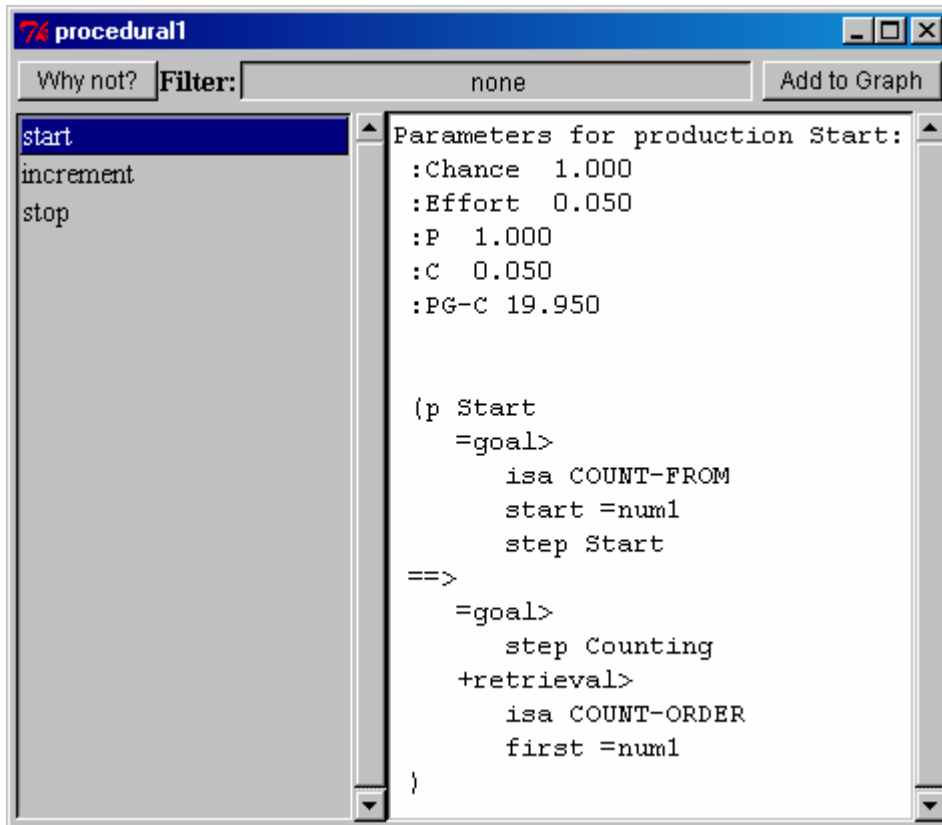 procedural1
Why not? Filter: none Add to Graph
start
increment
stop
Parameters for production Start:
:Chance 1.000
:Effort 0.050
:P 1.000
:C 0.050
:PG-C 19.950
(p Start
=goal>
isa COUNT-FROM
start =num1
step Start
==>
=goal>
step Counting
+retrieval>
isa COUNT-ORDER
first =num1
)